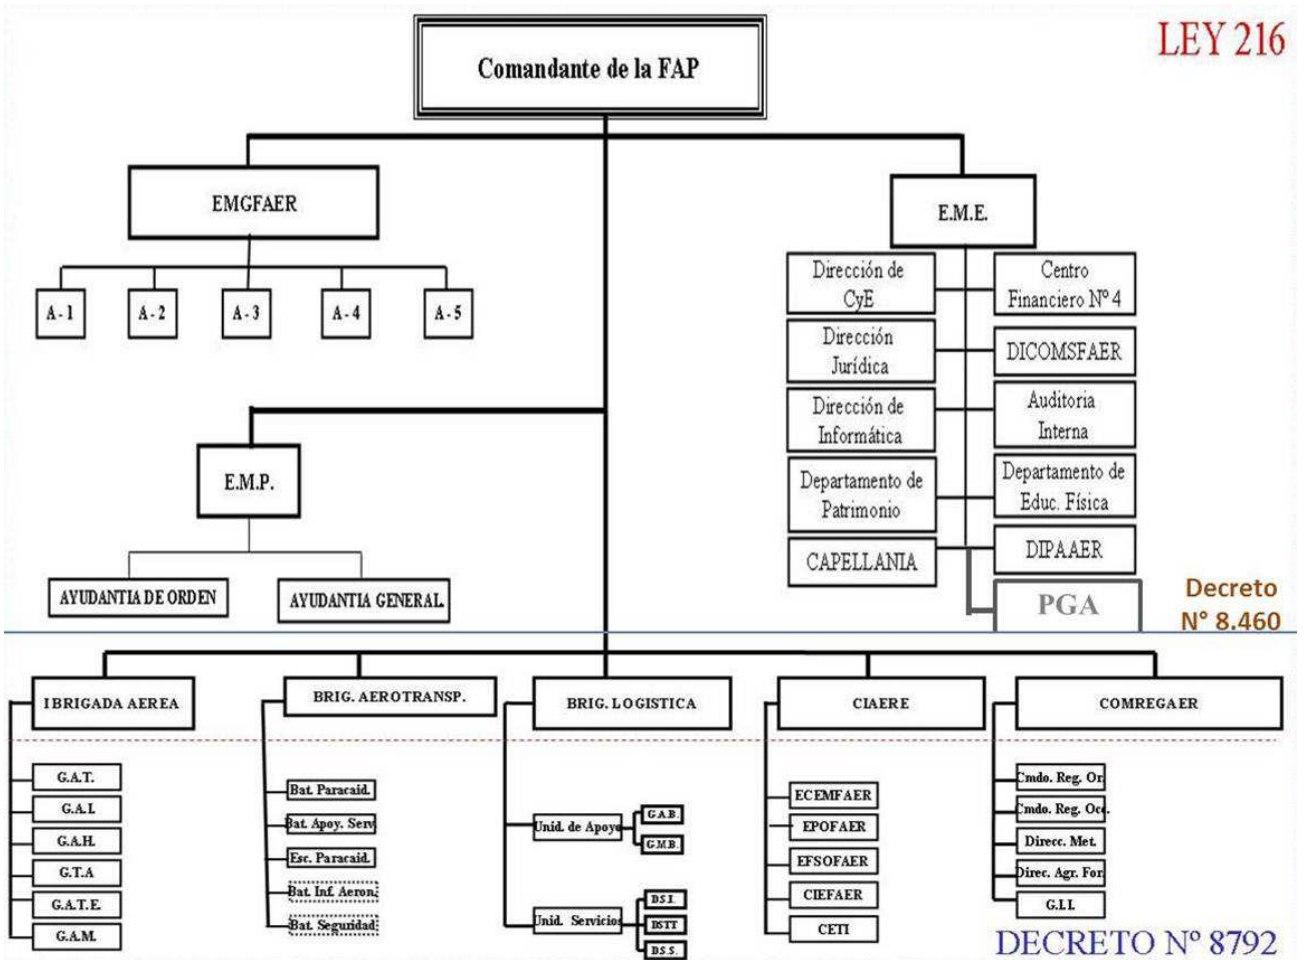 LEY 216
Comandante de la FAP
EMGFAER
E.M.E.
A - 1
A - 2
A - 3
A - 4
A - 5
Dirección de
CyE
Centro
Financiero Nº 4
Dirección
Jurídica
DICOMSFAER
Dirección de
Informática
Auditoria
Interna
E.M.P.
Departamento de
Patrimonio
Departamento de
Educ. Física
CAPELLANIA
DIPAAER
PGA
AYUDANTIA DE ORDEN
AYUDANTIA GENERAL.
Decreto
N° 8.460
I BRIGADA AEREA
BRIG. AEROTRANSP.
BRIG. LOGISTICA
CIAERE
COMREGAER
G.A.T.
G.A.I.
G.A.H.
G.T.A
G.A.T.E.
G.A.M.
Bat. Paracaid.
Bat. Apoy. Serv.
Esc. Paracaid.
Bat. Inf. Aeron.
Bat. Seguridad
Unid. de Apoyo
G.A.B.
G.M.B.
Unid. Servicios
B.S.I.
BSTT
B.S.S.
ECEMFAER
EPOFAER
EFSOFAER
CIEFAER
CETI
Cmdo. Reg. Or.
Cmdo. Reg. Occ.
Direcc. Met.
Direc. Agr. For.
G.I.I.
DECRETO Nº 8792